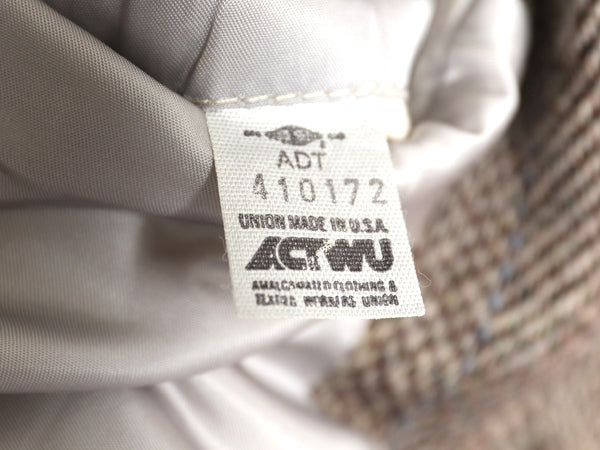 ADT
410172
UNION MADE IN U.S.A.
ACTWU
AMALGAMATED CLOTHING &
TEXTILE WORKERS UNION